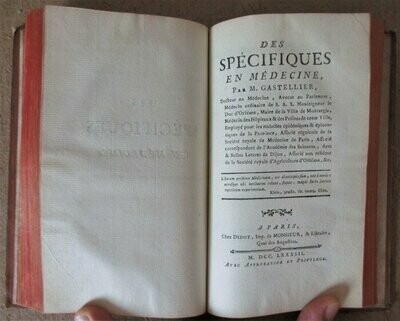 DES
SPÉCIFIQUES
EN MÉDECINE,
PAR M. GASTELLIER,
Docteur en Médecine, Avocat au Parlement,
Médecin ordinaire de S. A. S. Monseigneur le
Duc d'Orléans, Maire de la Ville de Montargis,
Médecin des Hôpitaux & des Prisons de cette Ville,
Employé pour les maladies épidémiques & épizoo-
tiques de la Province, Associé régnicole de la
Société royale de Médecine de Paris, Associé
correspondant de l'Académie des Sciences, Arts
& Belles Lettres de Dijon, Associé non résident
de la Société royale d'Agriculture d'Orléans, &c.
A PARIS,
Chez DIDOT, Imp. de MONSIEUR, & Libraire,
Quai des Augustins.
M. DCC. LXXXIII.
AVEC APPROBATION ET PRIVILEGE.